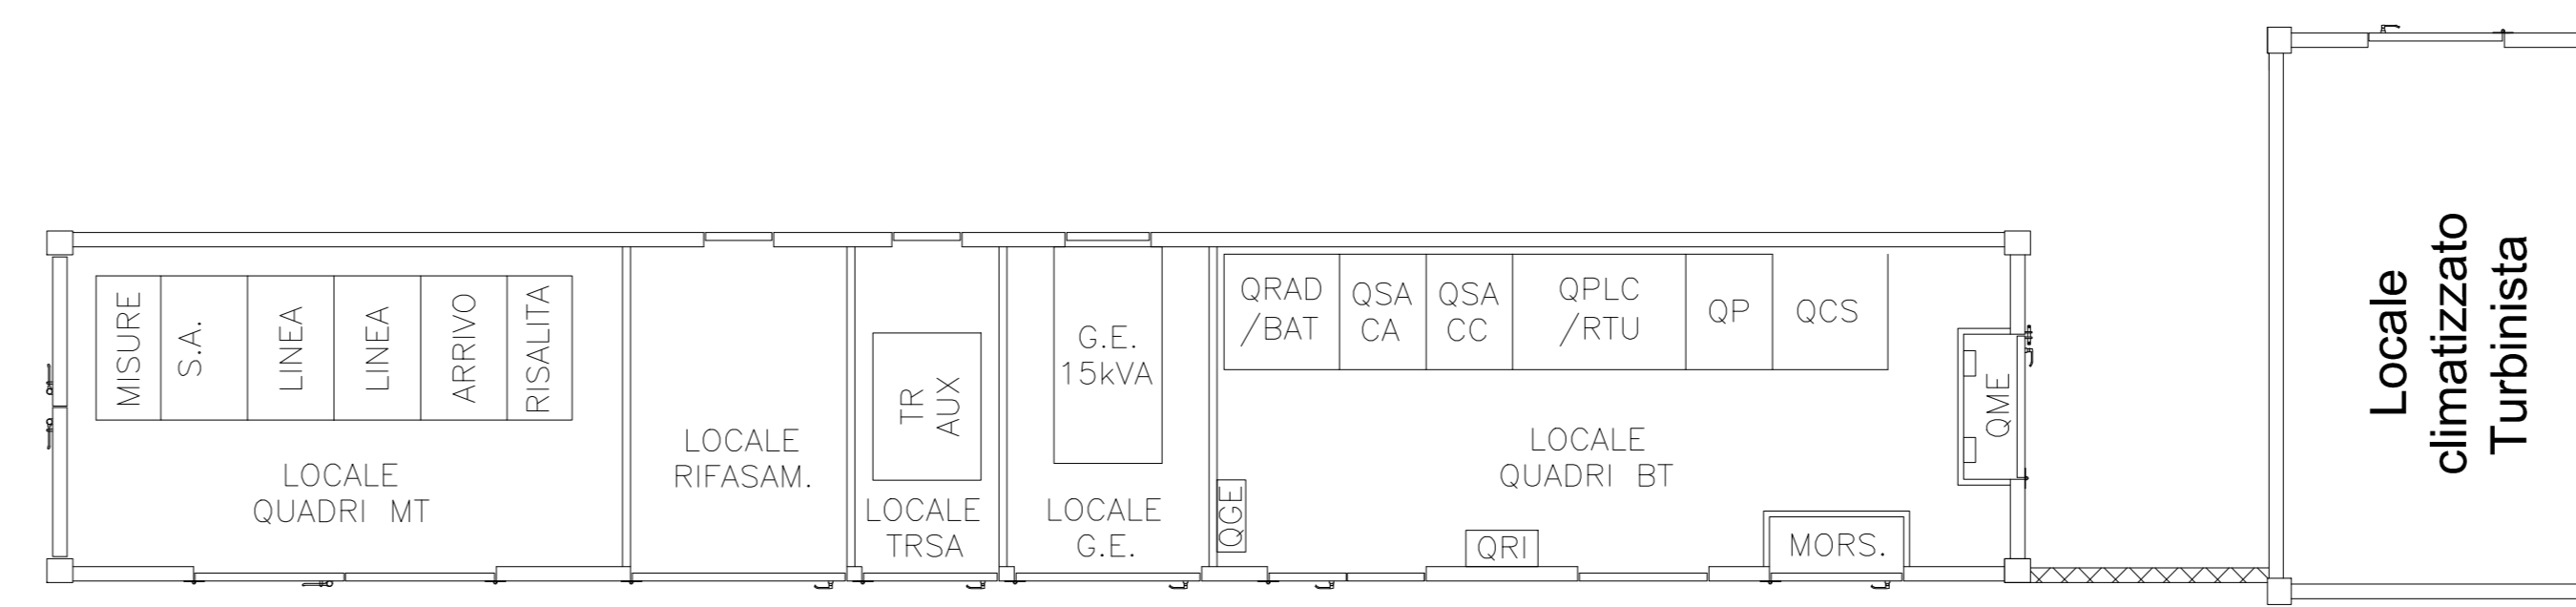 MISURE
S.A.
LINEA
LINEA
ARRIVO
RISALITA
LOCALE
QUADRI MT
LOCALE
RIFASAM.
TR
AUX
LOCALE
TRSA
G.E.
15kVA
LOCALE
G.E.
QRAD
/BAT
QSA
CA
QSA
CC
QPLC
/RTU
QP
QCS
QME
LOCALE
QUADRI BT
QGE
QRI
MORS.
Locale
climatizzato
Turbinista